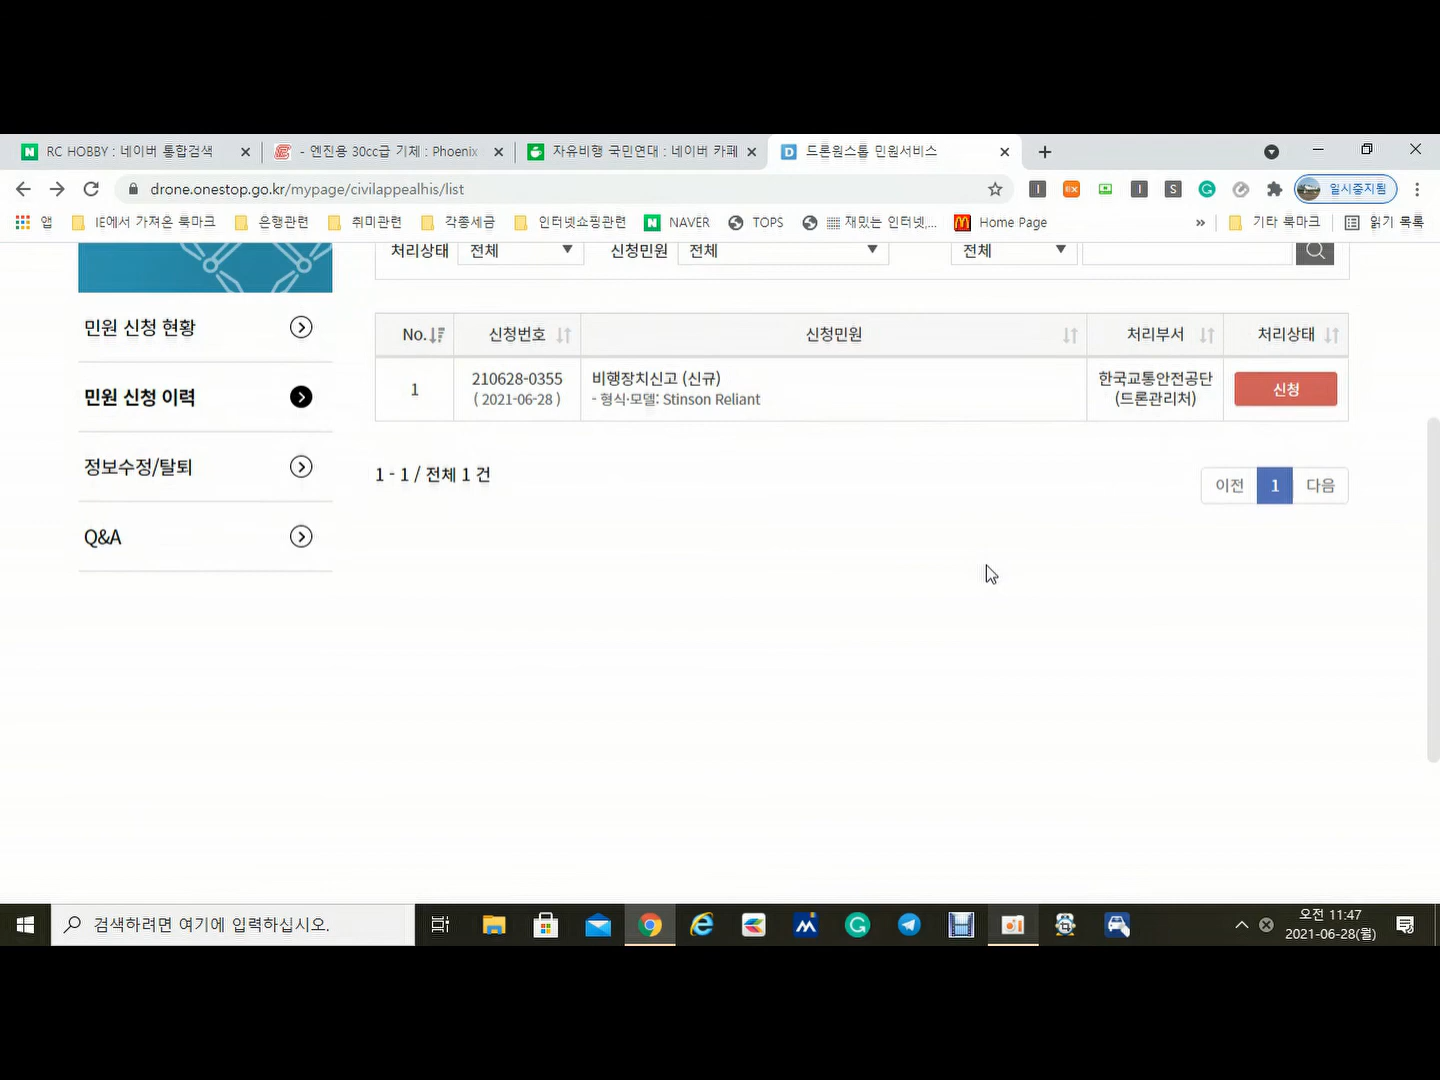 RC HOBBY : 네이버 통합검색
- 엔진용 30cc급 기체 : Phoenix
자유비행 국민연대 : 네이버 카페
드론원스톱 민원서비스
drone.onestop.go.kr/mypage/civilappealhis/list
일시중지됨
앱
IE에서 가져온 북마크
은행관련
취미관련
각종세금
인터넷쇼핑관련
NAVER
TOPS
재밌는 인터넷,...
Home Page
»
기타 북마크
읽기 목록
처리상태 전체 신청민원 전체 전체
민원 신청 현황
민원 신청 이력
정보수정/탈퇴
Q&A
No. 신청번호 신청민원 처리부서 처리상태
1
210628-0355
( 2021-06-28 )
비행장치신고 (신규)
- 형식·모델: Stinson Reliant
한국교통안전공단
(드론관리처)
신청
1 - 1 / 전체 1 건
이전 1 다음
검색하려면 여기에 입력하십시오.
오전 11:47
2021-06-28(월)